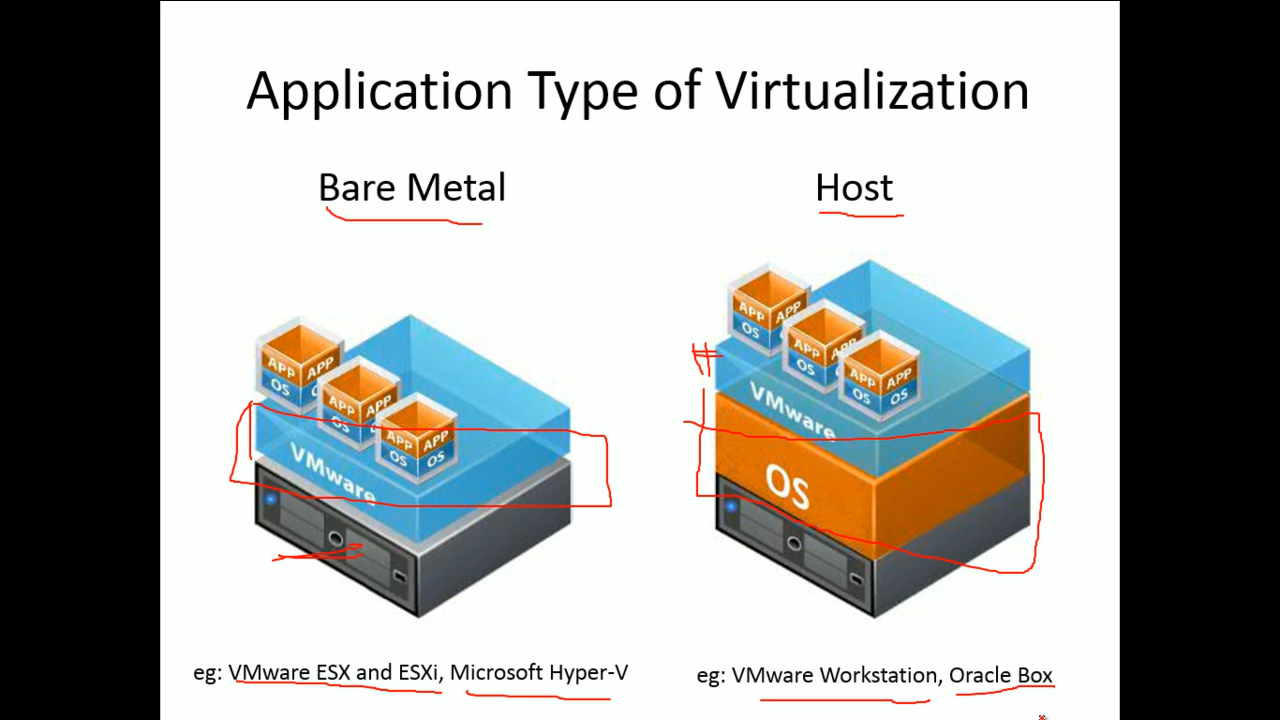 Application Type of Virtualization
Bare Metal
Host
APP APP
OS
APP APP
OS
APP APP
OS OS
VMware
APP APP
OS
APP APP
OS
APP APP
OS OS
VMware
OS
eg: VMware ESX and ESXi, Microsoft Hyper-V
eg: VMware Workstation, Oracle Box